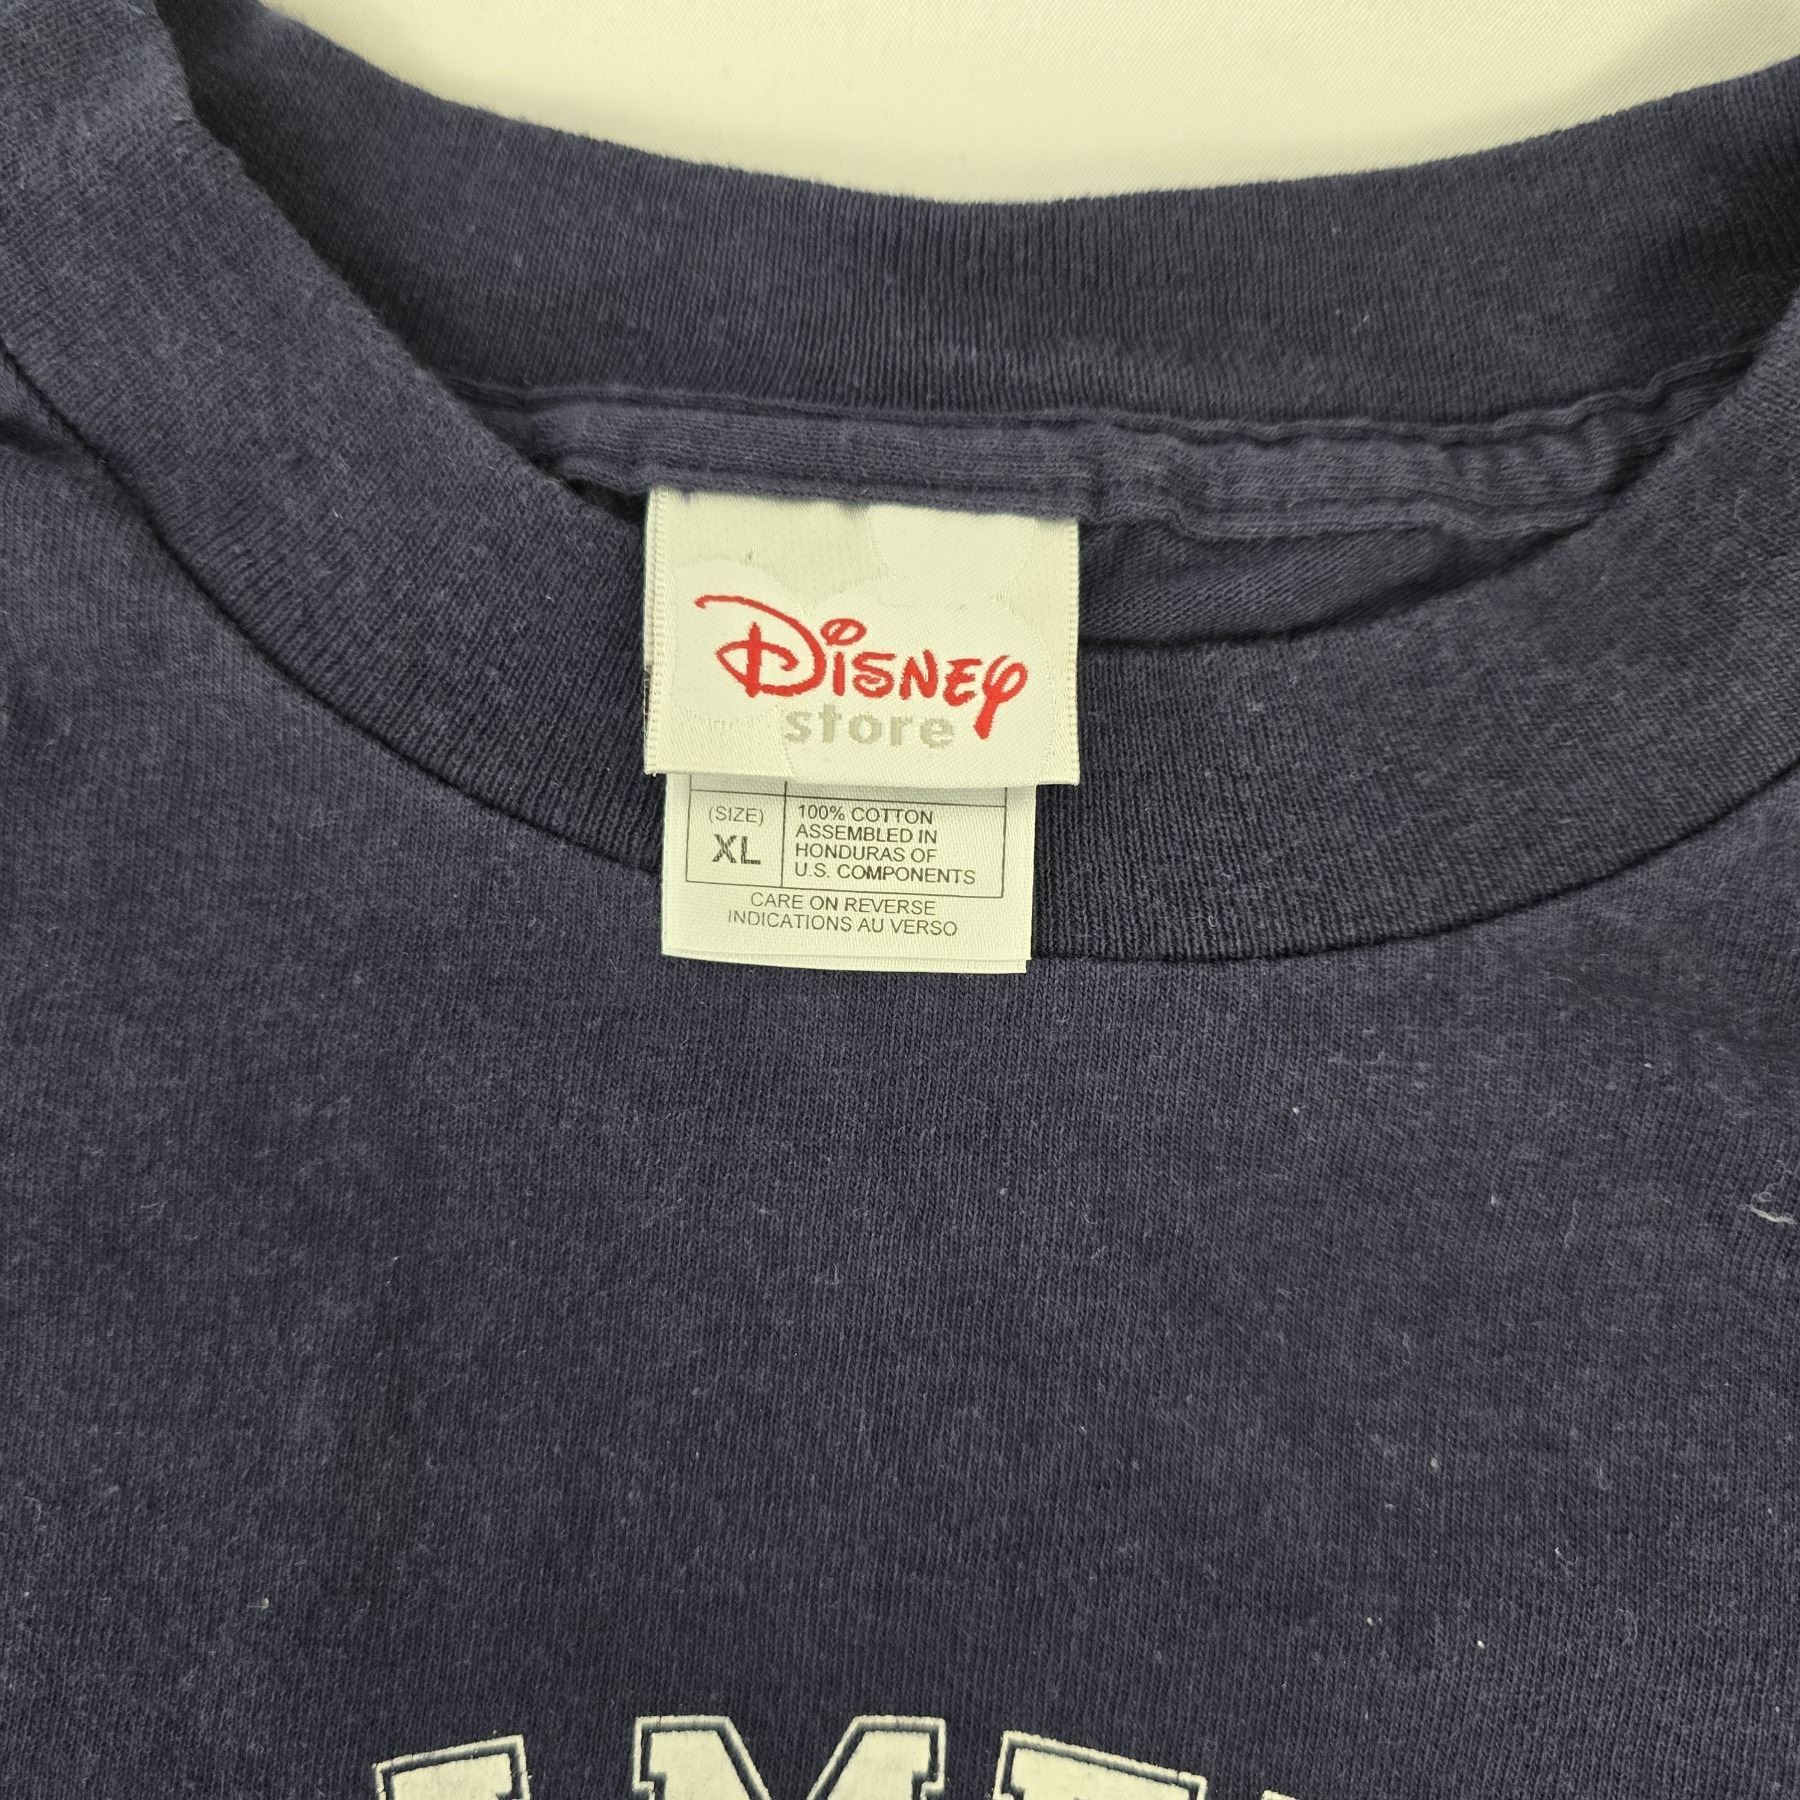 Disney
store
(SIZE)
XL
100% COTTON
ASSEMBLED IN
HONDURAS OF
U.S. COMPONENTS
CARE ON REVERSE
INDICATIONS AU VERSO